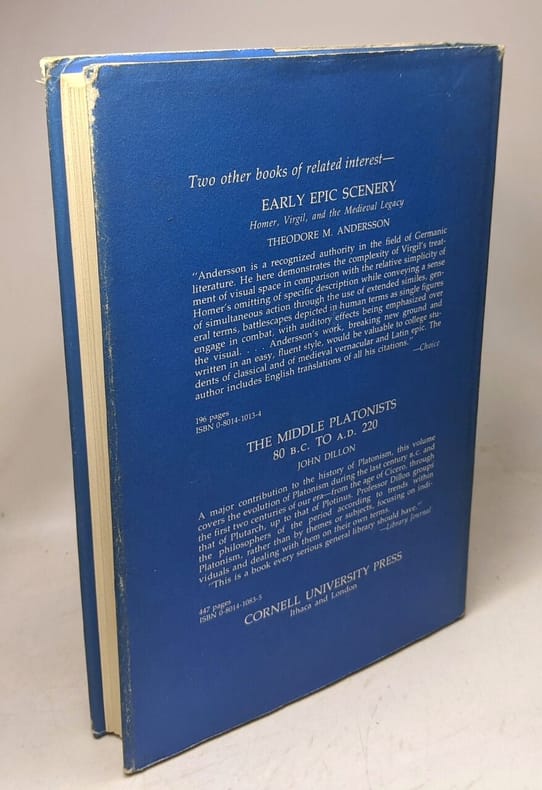 Two other books of related interest—
EARLY EPIC SCENERY
Homer, Virgil, and the Medieval Legacy
THEODORE M. ANDERSSON
"Andersson is a recognized authority in the field of Germanic
literature. He here demonstrates the complexity of Virgil's treat-
ment of visual space in comparison with the relative simplicity of
Homer's omitting of specific description while conveying a sense
of simultaneous action through the use of extended similes, gen-
eral terms, battlescapes depicted in human terms as single figures
engage in combat, with auditory effects being emphasized over
the visual. . . . Andersson's work, breaking new ground and
written in an easy, fluent style, would be valuable to college stu-
dents of classical and of medieval vernacular and Latin epic. The
author includes English translations of all his citations."
—Choice
196 pages
ISBN 0-8014-1013-4
THE MIDDLE PLATONISTS
80 B.C. TO A.D. 220
JOHN DILLON
A major contribution to the history of Platonism, this volume
covers the evolution of Platonism during the last century B.C. and
the first two centuries of our era—from the age of Cicero, through
that of Plutarch, up to that of Plotinus. Professor Dillon groups
the philosophers of the period according to trends within
Platonism, rather than by themes or subjects, focusing on indi-
viduals and dealing with them on their own terms.
"This is a book every serious general library should have."
—Library Journal
447 pages
ISBN 0-8014-1083-5
CORNELL UNIVERSITY PRESS
Ithaca and London